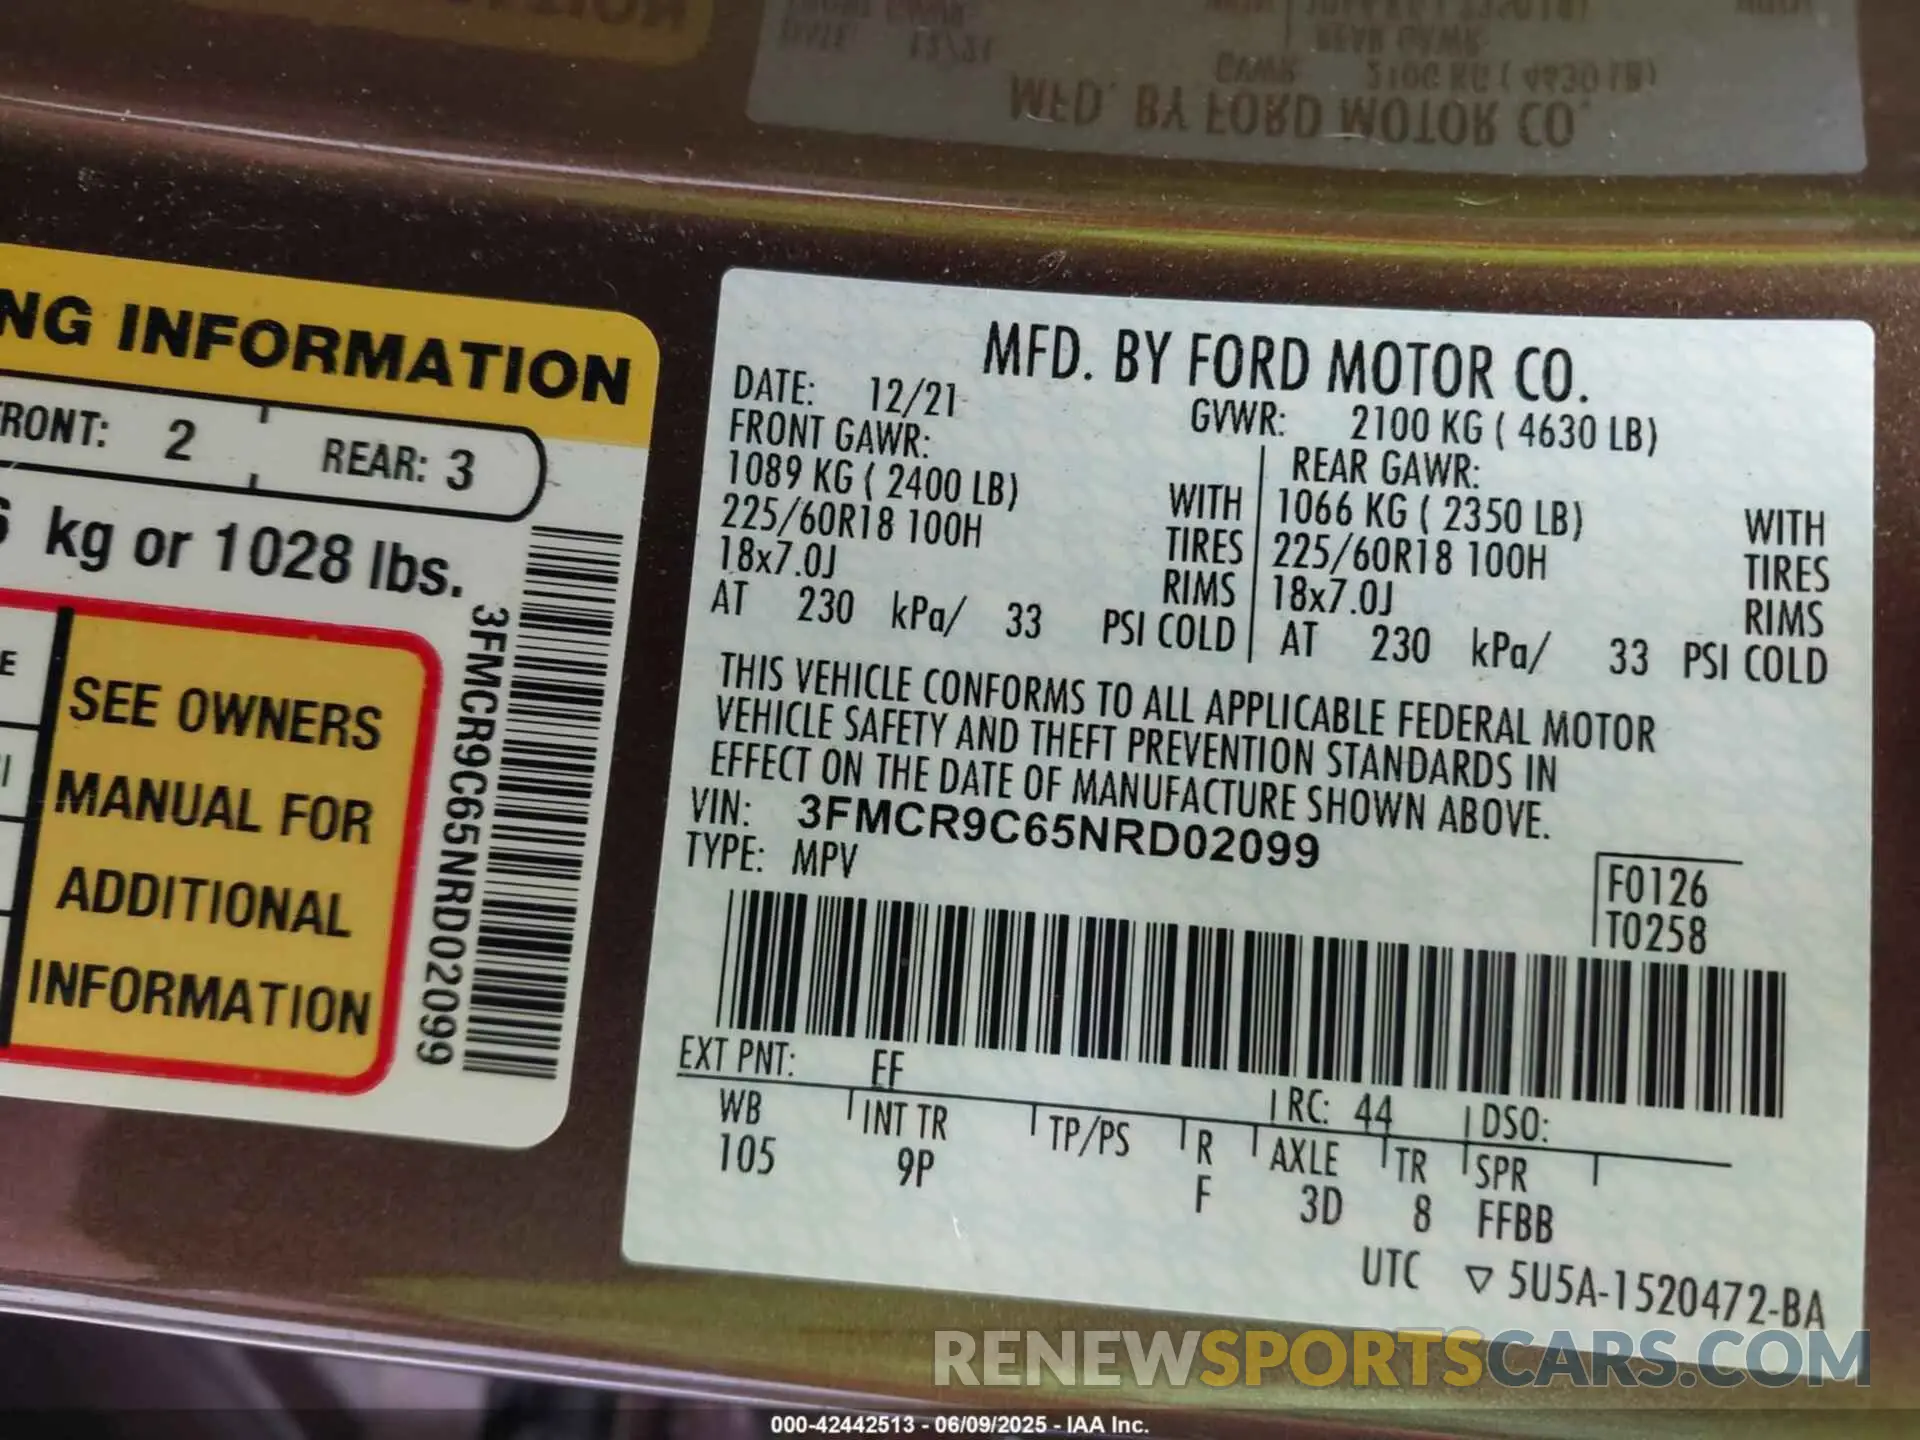 NG INFORMATION
FRONT: 2 REAR: 3
kg or 1028 lbs.
E
SEE OWNERS
MANUAL FOR
ADDITIONAL
INFORMATION
3FMCR9C65NRD02099
MFD. BY FORD MOTOR CO.
DATE: 12/21 GVWR: 2100 KG ( 4630 LB)
FRONT GAWR: REAR GAWR:
1089 KG ( 2400 LB) WITH 1066 KG ( 2350 LB) WITH
225/60R18 100H TIRES 225/60R18 100H TIRES
18x7.0J RIMS 18x7.0J RIMS
AT 230 kPa/ 33 PSI COLD AT 230 kPa/ 33 PSI COLD
THIS VEHICLE CONFORMS TO ALL APPLICABLE FEDERAL MOTOR
VEHICLE SAFETY AND THEFT PREVENTION STANDARDS IN
EFFECT ON THE DATE OF MANUFACTURE SHOWN ABOVE.
VIN: 3FMCR9C65NRD02099
TYPE: MPV
F0126
T0258
EXT PNT: EF RC: 44 DSO:
WB INT TR TP/PS R AXLE TR SPR
105 9P F 3D 8 FFBB
UTC ▽ 5U5A-1520472-BA
RENEWSPORTSCARS.COM
000-42442513 - 06/09/2025 - IAA Inc.